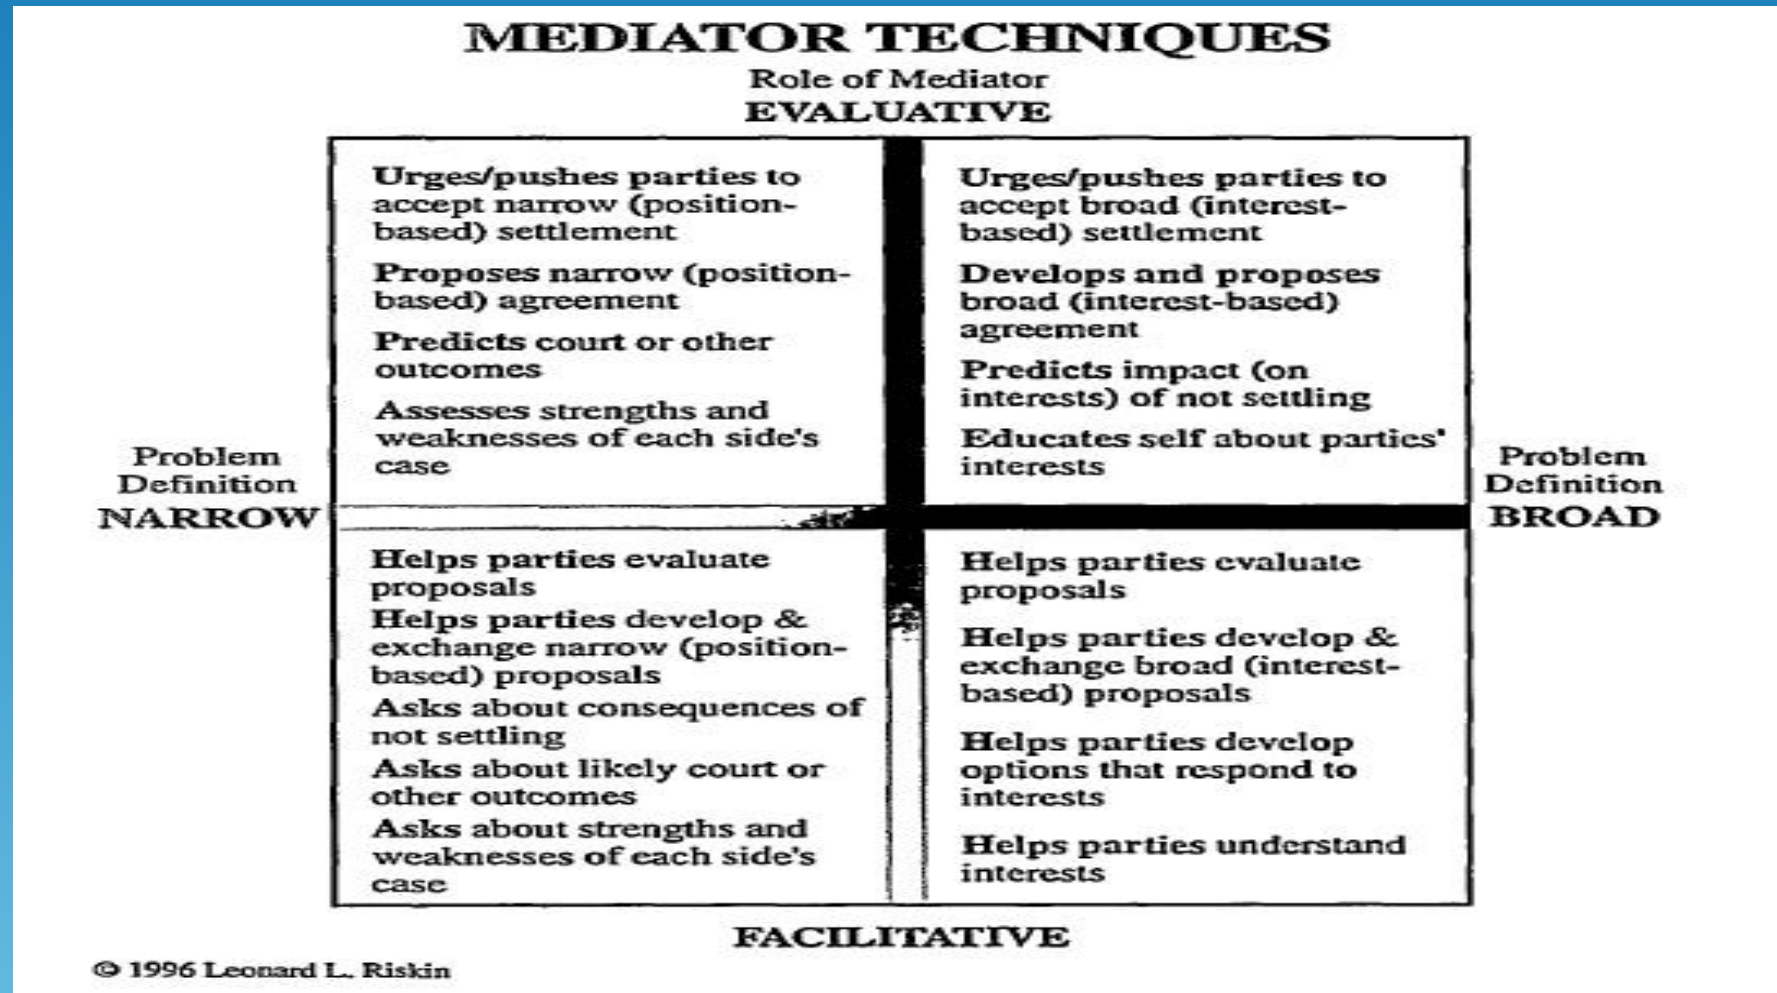 MEDIATOR TECHNIQUES
Role of Mediator
EVALUATIVE
Urges/pushes parties to
accept narrow (position-
based) settlement
Proposes narrow (position-
based) agreement
Predicts court or other
outcomes
Assesses strengths and
weaknesses of each side's
case
Urges/pushes parties to
accept broad (interest-
based) settlement
Develops and proposes
broad (interest-based)
agreement
Predicts impact (on
interests) of not settling
Educates self about parties'
interests
Problem
Definition
NARROW
Problem
Definition
BROAD
Helps parties evaluate
proposals
Helps parties develop &
exchange narrow (position-
based) proposals
Asks about consequences of
not settling
Asks about likely court or
other outcomes
Asks about strengths and
weaknesses of each side's
case
Helps parties evaluate
proposals
Helps parties develop &
exchange broad (interest-
based) proposals
Helps parties develop
options that respond to
interests
Helps parties understand
interests
FACILITATIVE
© 1996 Leonard L. Riskin